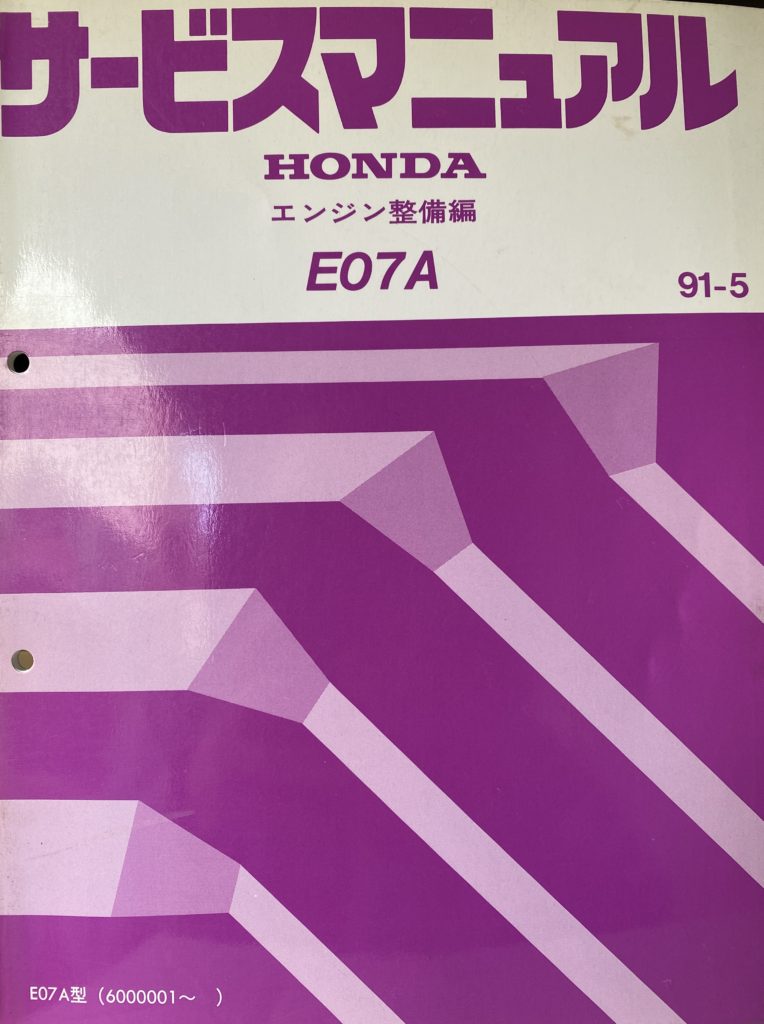 サービスマニュアル
HONDA
エンジン整備編
E07A
91-5
E07A型 (6000001～ )